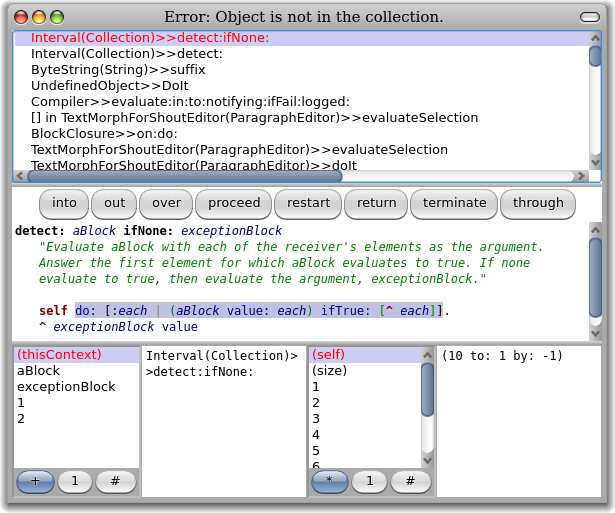 Error: Object is not in the collection.
Interval(Collection)>>detect:ifNone:
Interval(Collection)>>detect:
ByteString(String)>>suffix
UndefinedObject>>DoIt
Compiler>>evaluate:in:to:notifying:ifFail:logged:
[] in TextMorphForShoutEditor(ParagraphEditor)>>evaluateSelection
BlockClosure>>on:do:
TextMorphForShoutEditor(ParagraphEditor)>>evaluateSelection
TextMorphForShoutEditor(ParagraphEditor)>>doIt
into out over proceed restart return terminate through
detect: aBlock ifNone: exceptionBlock
"Evaluate aBlock with each of the receiver's elements as the argument.
Answer the first element for which aBlock evaluates to true. If none
evaluate to true, then evaluate the argument, exceptionBlock."
self do: [:each | (aBlock value: each) ifTrue: [^ each]].
^ exceptionBlock value
(thisContext)
aBlock
exceptionBlock
1
2
+ 1 #
Interval(Collection)>
>detect:ifNone:
(self)
(size)
1
2
3
4
5
6
* 1 #
(10 to: 1 by: -1)